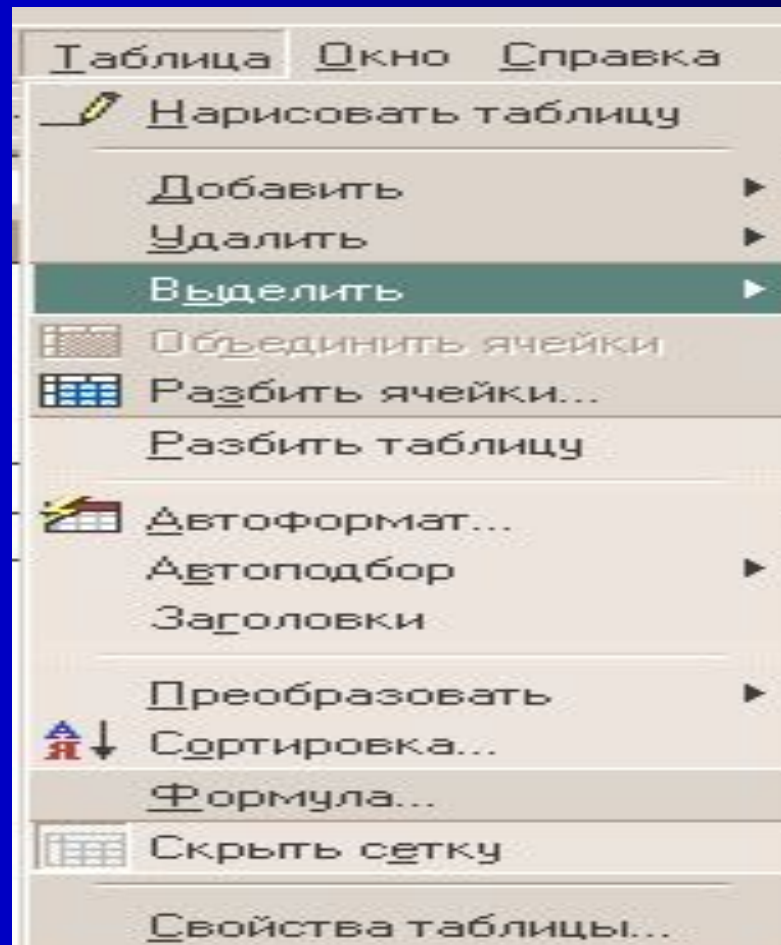 Таблица Окно Справка
Нарисовать таблицу
Добавить
Удалить
Выделить
Объединить ячейки
Разбить ячейки...
Разбить таблицу
Автоформат...
Автоподбор
Заголовки
Преобразовать
Сортировка...
Формула...
Скрыть сетку
Свойства таблицы...